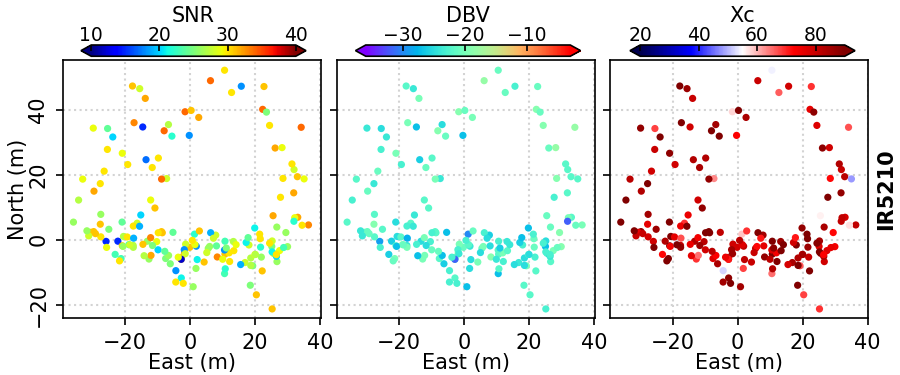 SNR DBV Xc
10 20 30 40 −30 −20 −10 20 40 60 80
40
20
0
−20
North (m)
IR5210
−20 0 20 40 −20 0 20 40 −20 0 20 40
East (m) East (m) East (m)